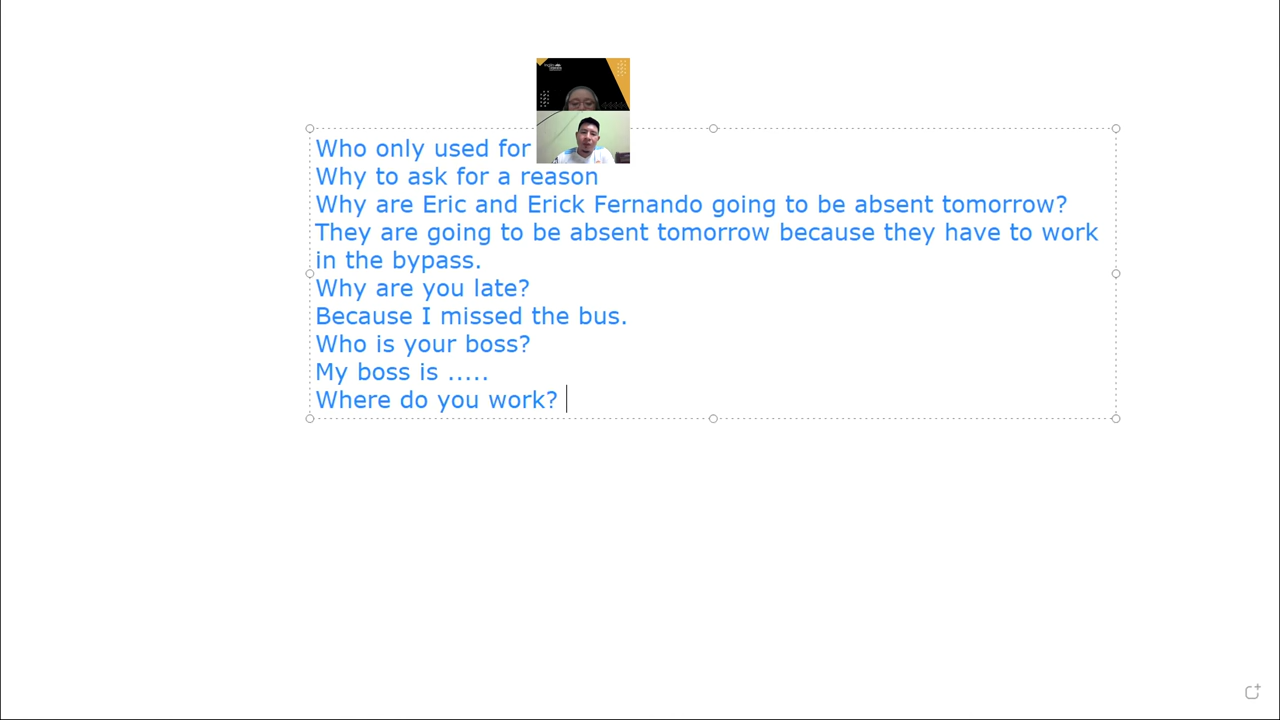 Who only used for
Why to ask for a reason
Why are Eric and Erick Fernando going to be absent tomorrow?
They are going to be absent tomorrow because they have to work
in the bypass.
Why are you late?
Because I missed the bus.
Who is your boss?
My boss is .....
Where do you work?